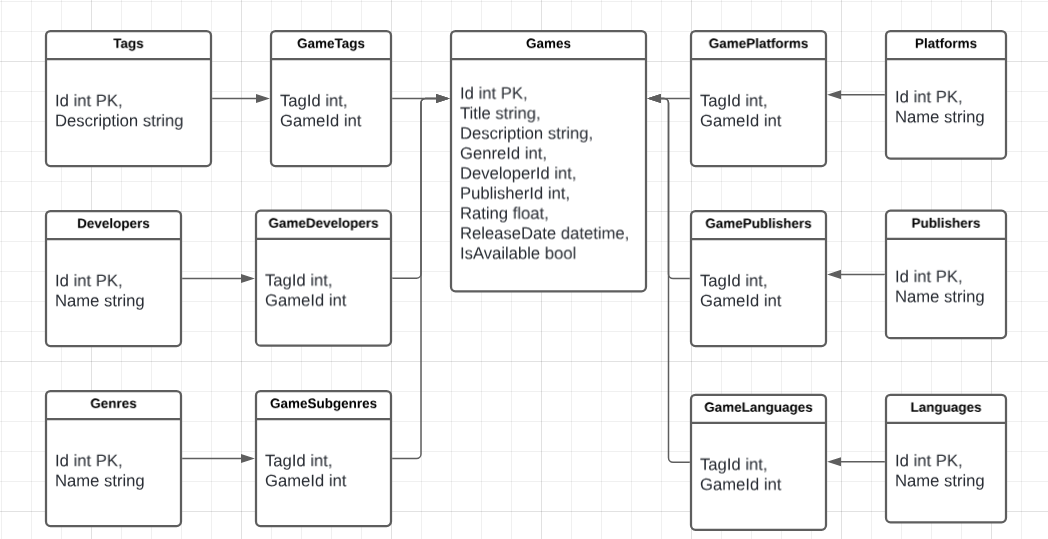 Tags
Id int PK,
Description string
GameTags
TagId int,
GameId int
Games
Id int PK,
Title string,
Description string,
GenreId int,
DeveloperId int,
PublisherId int,
Rating float,
ReleaseDate datetime,
IsAvailable bool
GamePlatforms
TagId int,
GameId int
Platforms
Id int PK,
Name string
Developers
Id int PK,
Name string
GameDevelopers
TagId int,
GameId int
GamePublishers
TagId int,
GameId int
Publishers
Id int PK,
Name string
Genres
Id int PK,
Name string
GameSubgenres
TagId int,
GameId int
GameLanguages
TagId int,
GameId int
Languages
Id int PK,
Name string